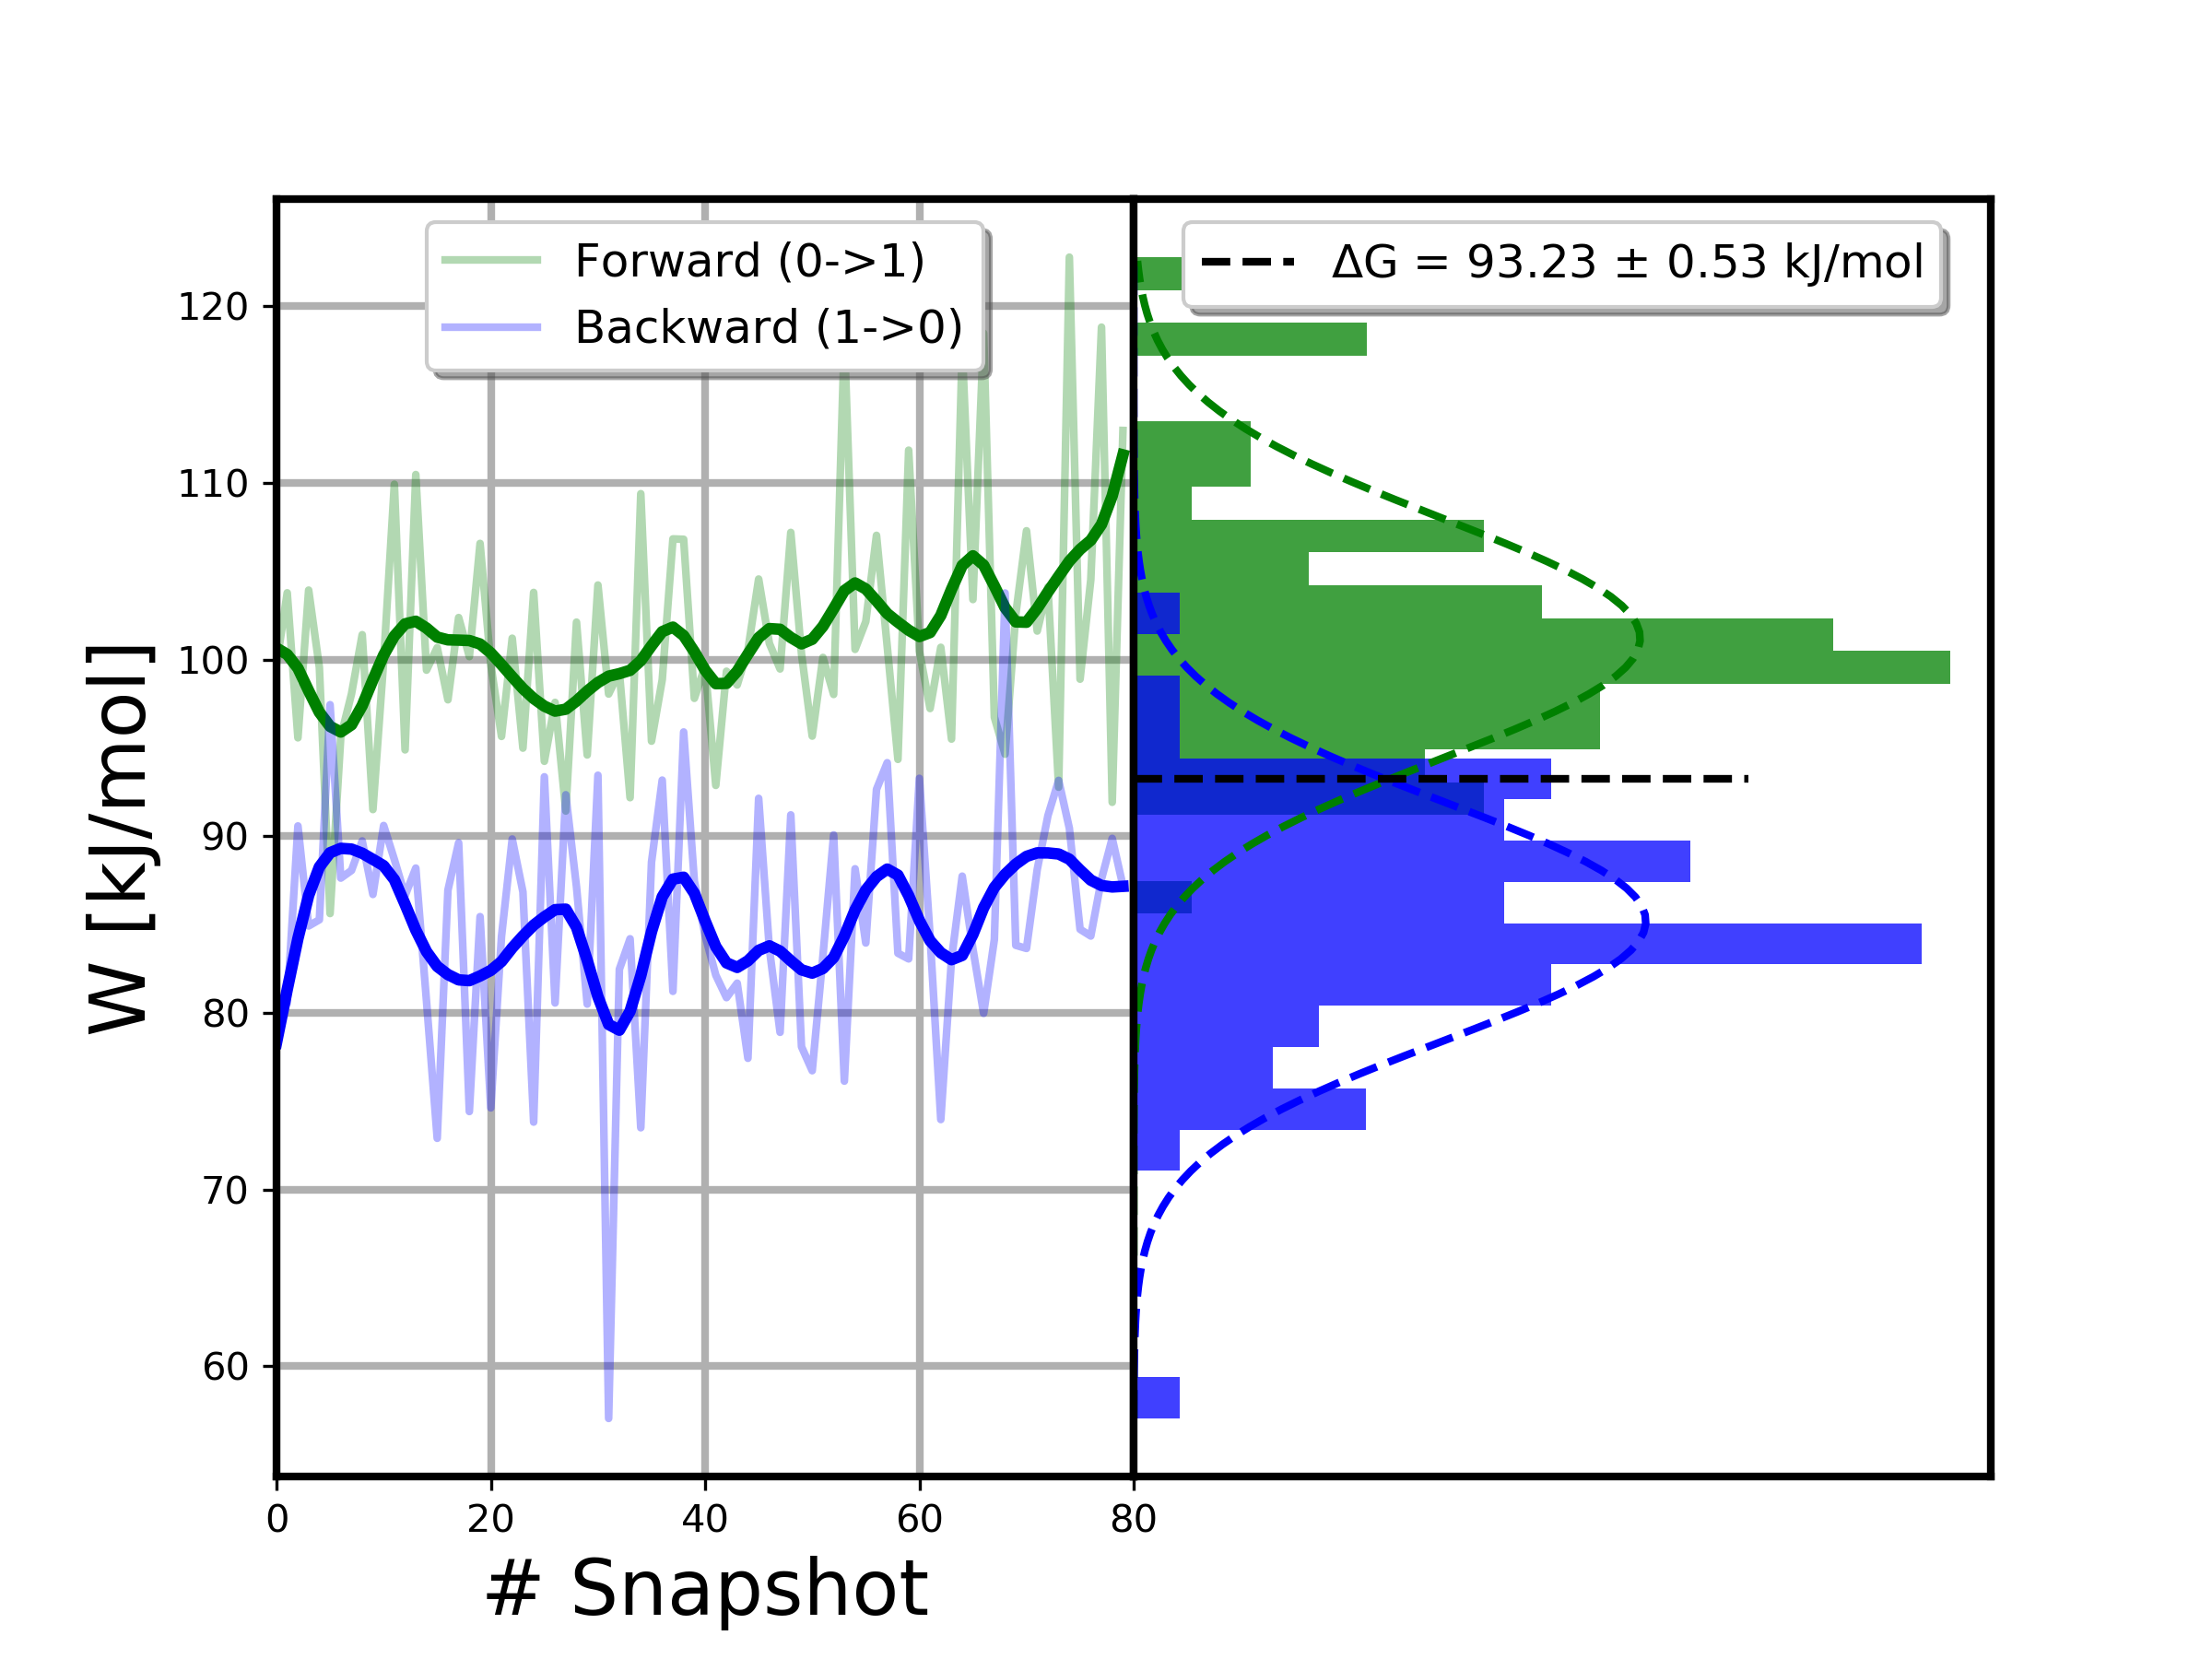 Forward (0->1)
Backward (1->0)
ΔG = 93.23 ± 0.53 kJ/mol
120
110
100
90
80
70
60
W [kJ/mol]
0
20
40
60
80
# Snapshot